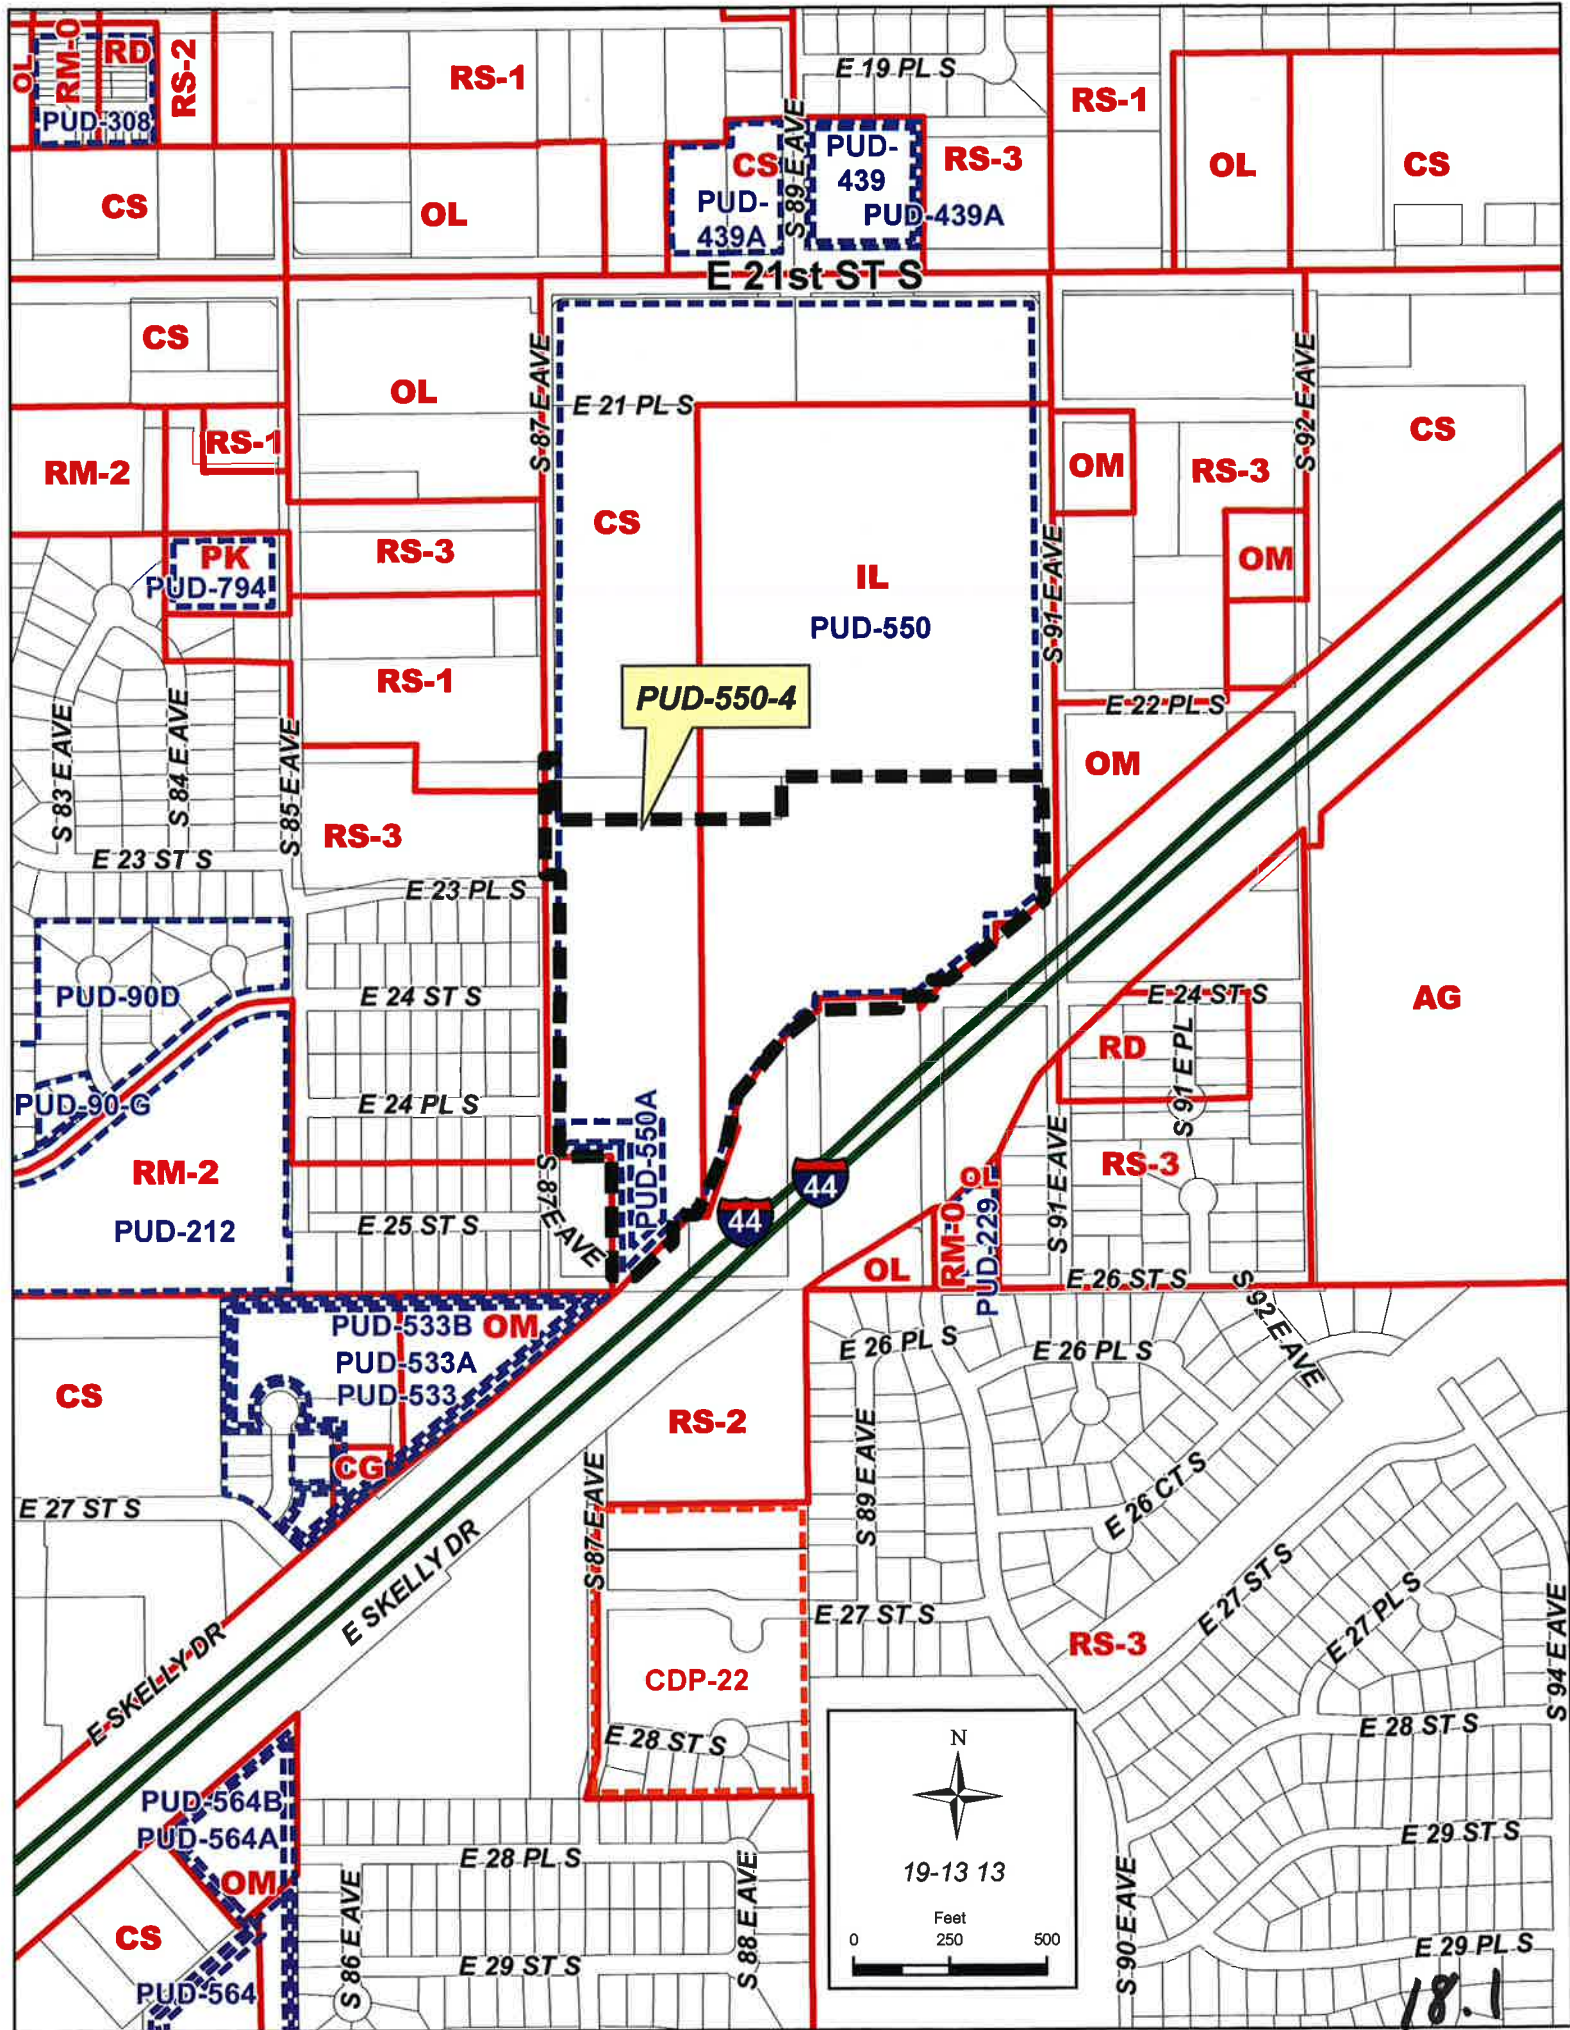 OL
RM-0
RD
RS-2
RS-1
E 19 PL S
RS-1
PUD-308
CS
OL
CS
PUD-
439A
S 89 E AVE
PUD-
439
PUD-439A
RS-3
OL
CS
E 21st ST S
CS
OL
S 87 E AVE
E 21 PL S
S 92 E AVE
CS
RM-2
RS-1
CS
OM
RS-3
RS-3
PK
PUD-794
IL
PUD-550
S 91 E AVE
OM
RS-1
PUD-550-4
E 22 PL S
OM
S 83 E AVE
S 84 E AVE
S 85 E AVE
RS-3
E 23 ST S
E 23 PL S
PUD-90D
E 24 ST S
E 24 ST S
AG
RD
S 91 E PL
PUD-90-G
E 24 PL S
PUD-550A
RM-2
S 87 E AVE
S 91 E AVE
RS-3
OL
44
44
PUD-212
E 25 ST S
RM-0
PUD-229
OL
E 26 ST S
S 92 E AVE
PUD-533B
OM
PUD-533A
PUD-533
CS
E 26 PL S
E 26 PL S
RS-2
CG
S 87 E AVE
S 89 E AVE
E 26 CT S
E 27 ST S
E SKELLY DR
E 27 ST S
E 27 ST S
E 27 PL S
RS-3
S 94 E AVE
E SKELLY DR
CDP-22
E 28 ST S
E 28 ST S
N
PUD-564B
PUD-564A
OM
E 28 PL S
E 29 ST S
19-13 13
CS
S 86 E AVE
S 88 E AVE
S 90 E AVE
Feet
0 250 500
E 29 ST S
E 29 PL S
PUD-564
18.1